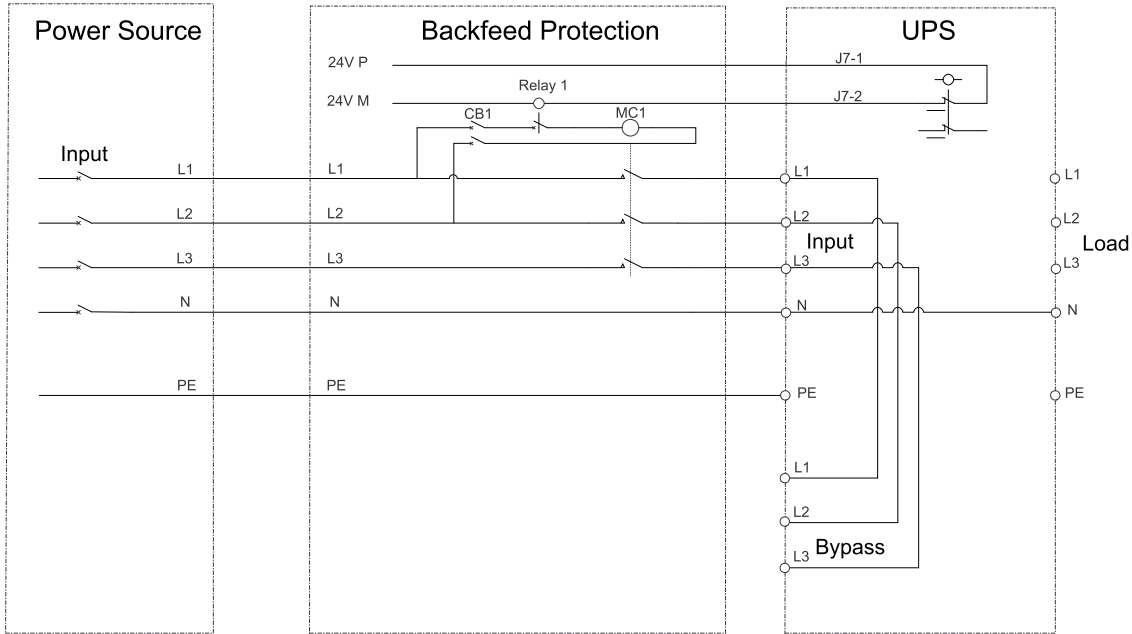 Power Source
Backfeed Protection
UPS
24V P
J7-1
Relay 1
24V M
J7-2
CB1
MC1
Input
L1
L1
L1
L1
L2
L2
L2
L2
Input
Load
L3
L3
L3
L3
N
N
N
N
PE
PE
PE
PE
L1
L2
Bypass
L3